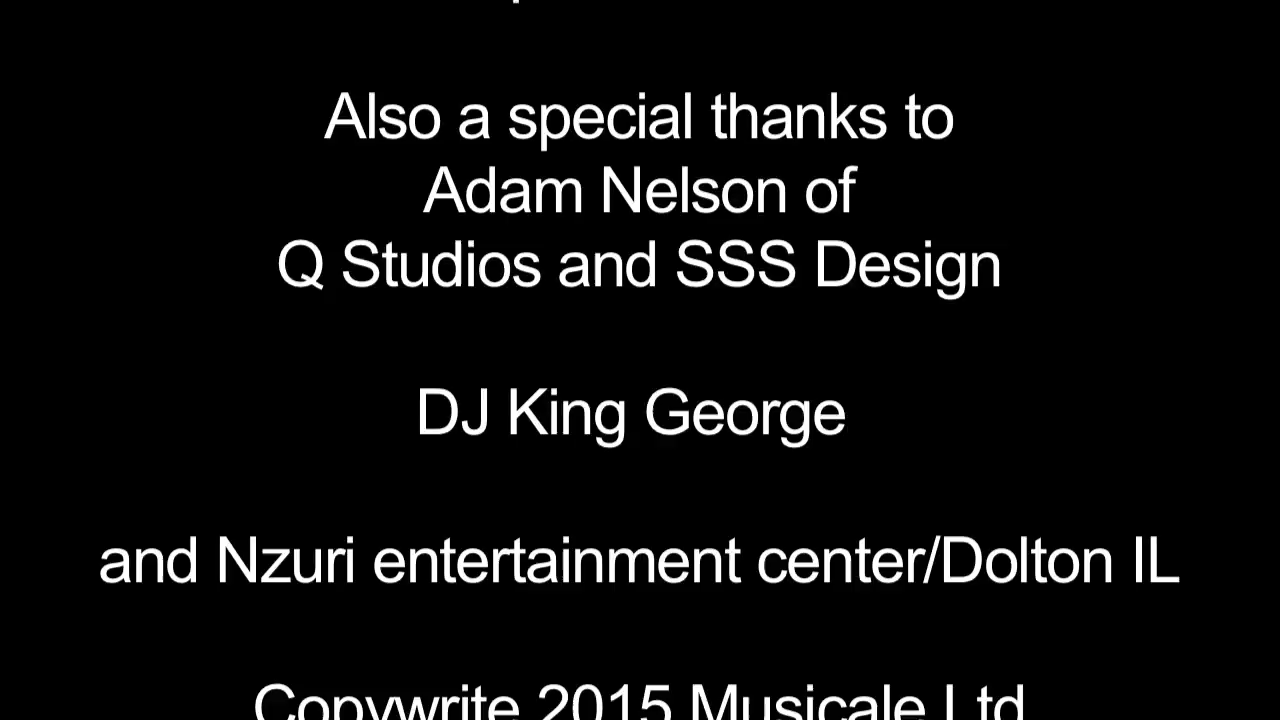 Also a special thanks to
Adam Nelson of
Q Studios and SSS Design
DJ King George
and Nzuri entertainment center/Dolton IL
Copywrite 2015 Musicale Ltd